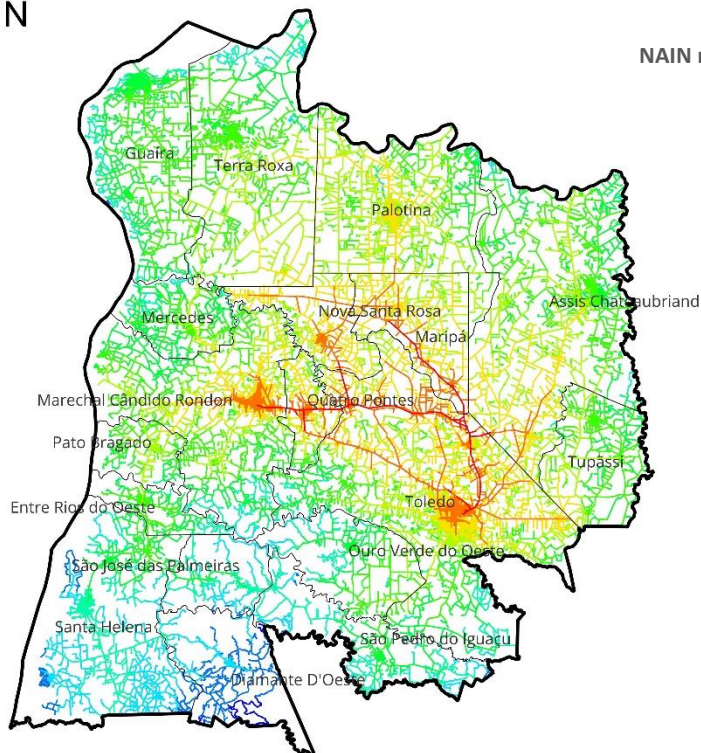 N
NAIN
Guaíra
Terra Roxa
Palotina
Assis Chateaubriand
Nova Santa Rosa
Mercedes
Maripá
Marechal Cândido Rondon
Quatro Pontes
Pato Bragado
Tupãssi
Toledo
Entre Rios do Oeste
Ouro Verde do Oeste
São José das Palmeiras
Santa Helena
São Pedro do Iguaçu
Diamante D'Oeste